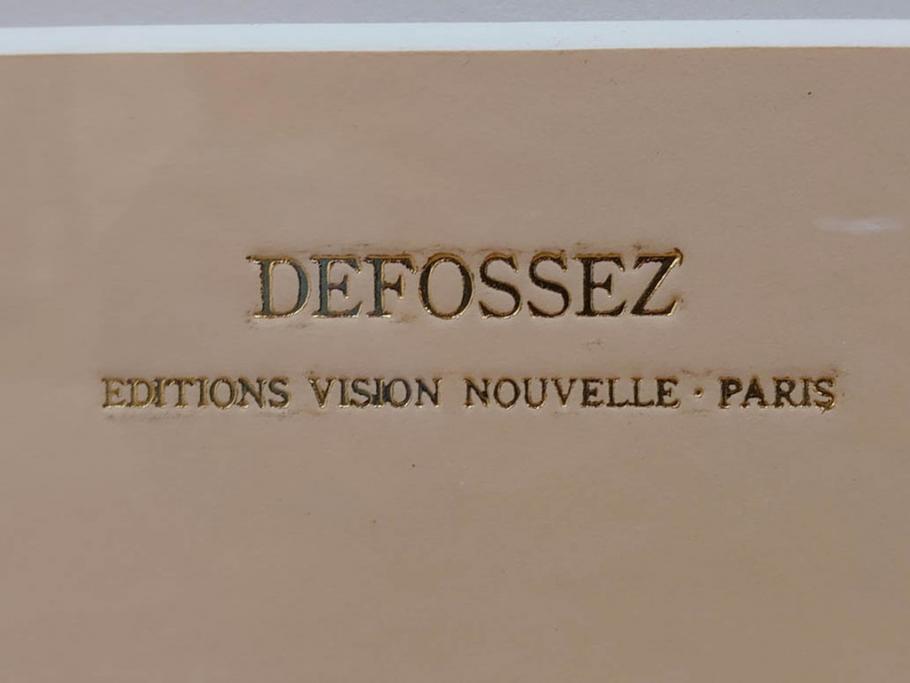 DEFOSSEZ
EDITIONS VISION NOUVELLE · PARIS